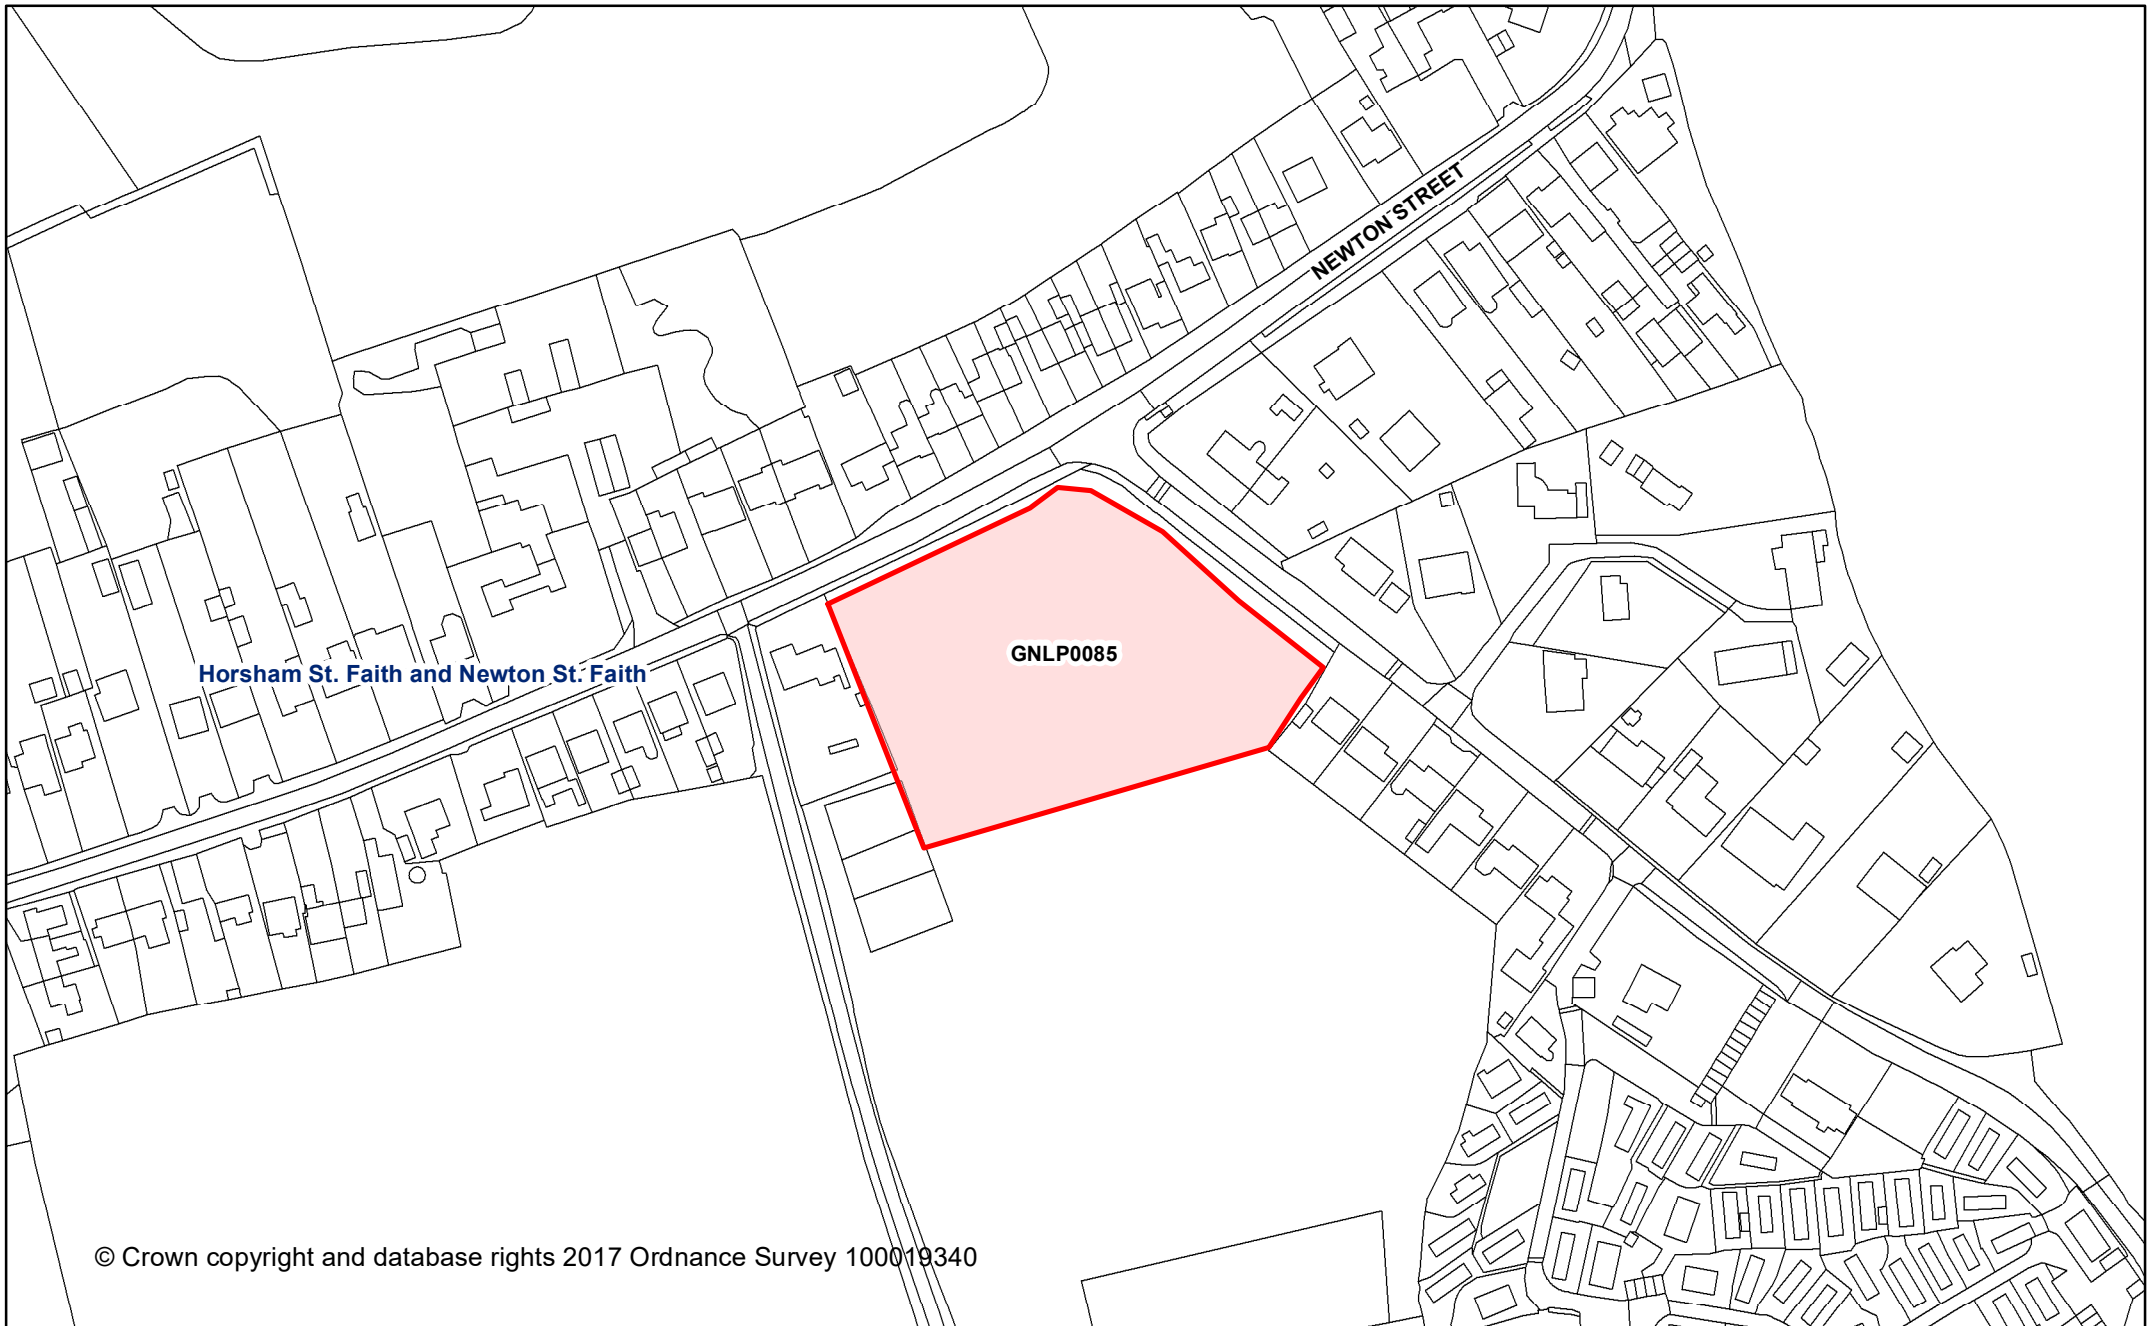 NEWTON STREET
GNLP0085
Horsham St. Faith and Newton St. Faith
© Crown copyright and database rights 2017 Ordnance Survey 100019340